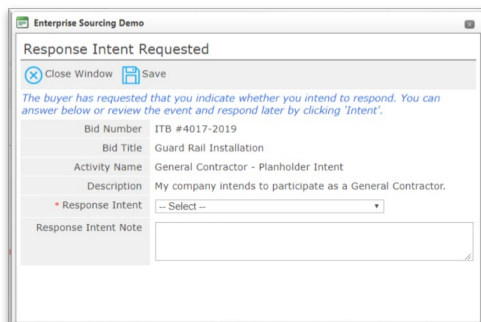 Enterprise Sourcing Demo
Response Intent Requested
Close Window Save
The buyer has requested that you indicate whether you intend to respond. You can
answer below or review the event and respond later by clicking 'Intent'.
Bid Number ITB #4017-2019
Bid Title Guard Rail Installation
Activity Name General Contractor - Planholder Intent
Description My company intends to participate as a General Contractor.
* Response Intent -- Select --
Response Intent Note